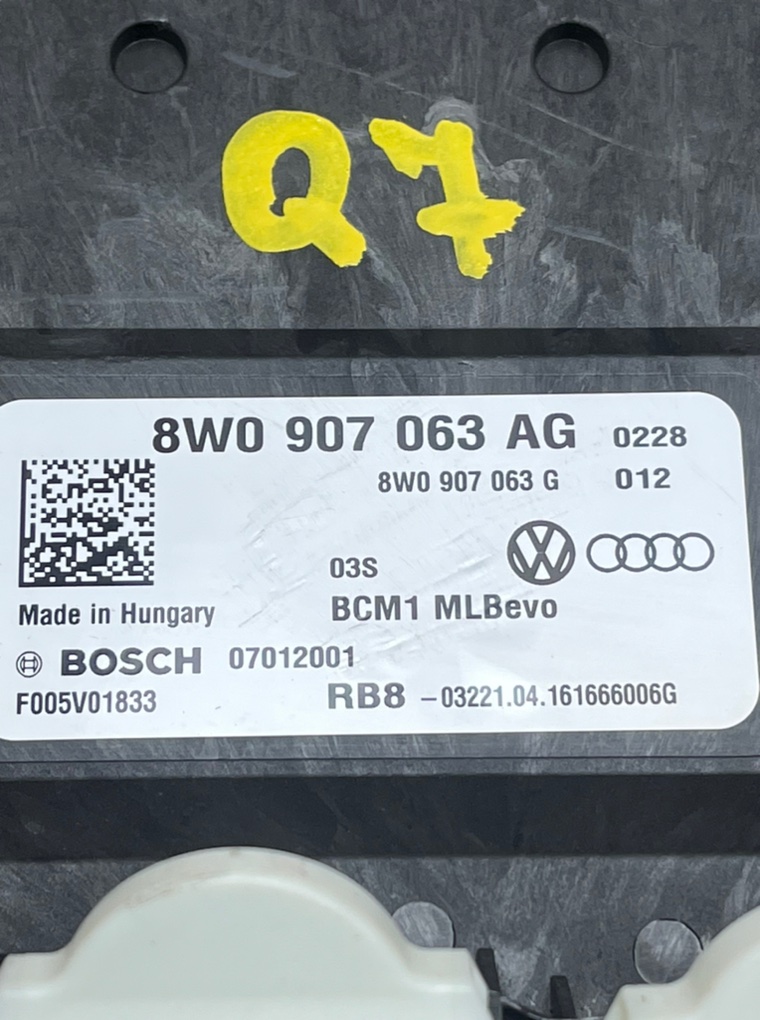 Q7
8W0 907 063 AG 0228
8W0 907 063 G 012
03S
Made in Hungary BCM1 MLBevo
BOSCH 07012001
F005V01833 RB8 -03221.04.161666006G